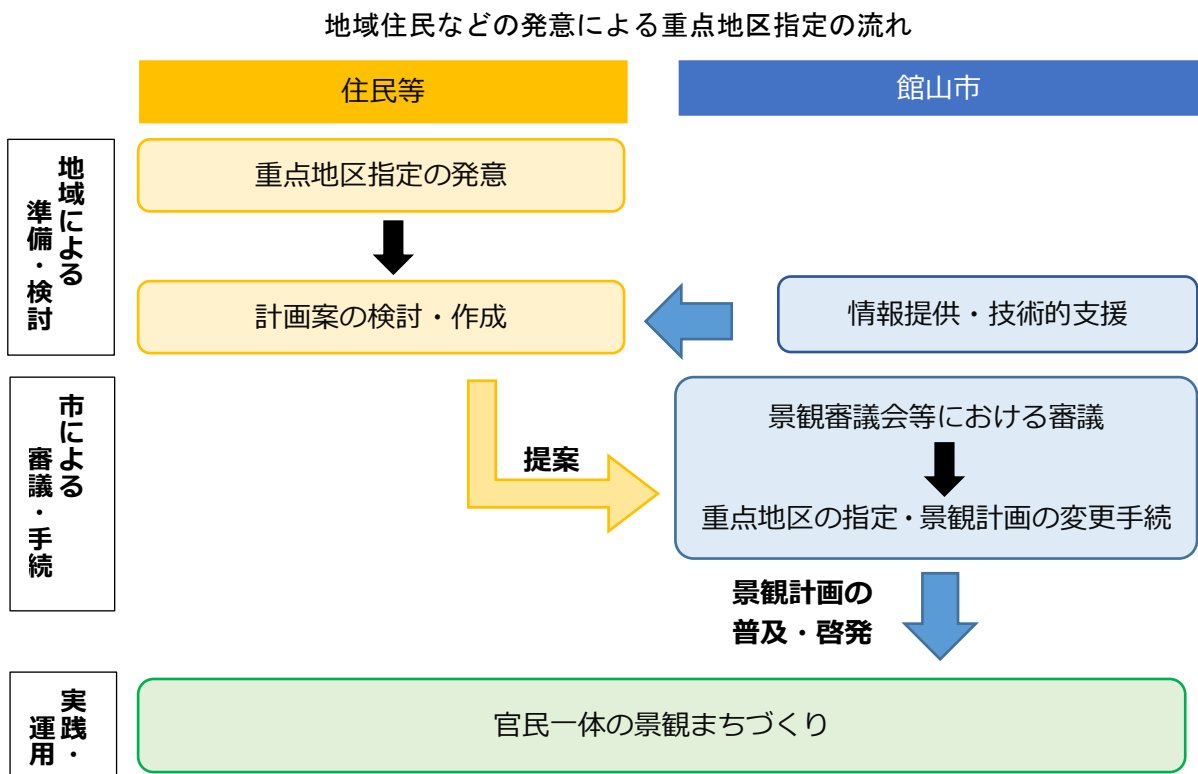 地域住民などの発意による重点地区指定の流れ
住民等
館山市
地域による
準備・検討
重点地区指定の発意
計画案の検討・作成
情報提供・技術的支援
市による
審議・手続
提案
景観審議会等における審議
重点地区の指定・景観計画の変更手続
景観計画の
普及・啓発
実践・
運用
官民一体の景観まちづくり